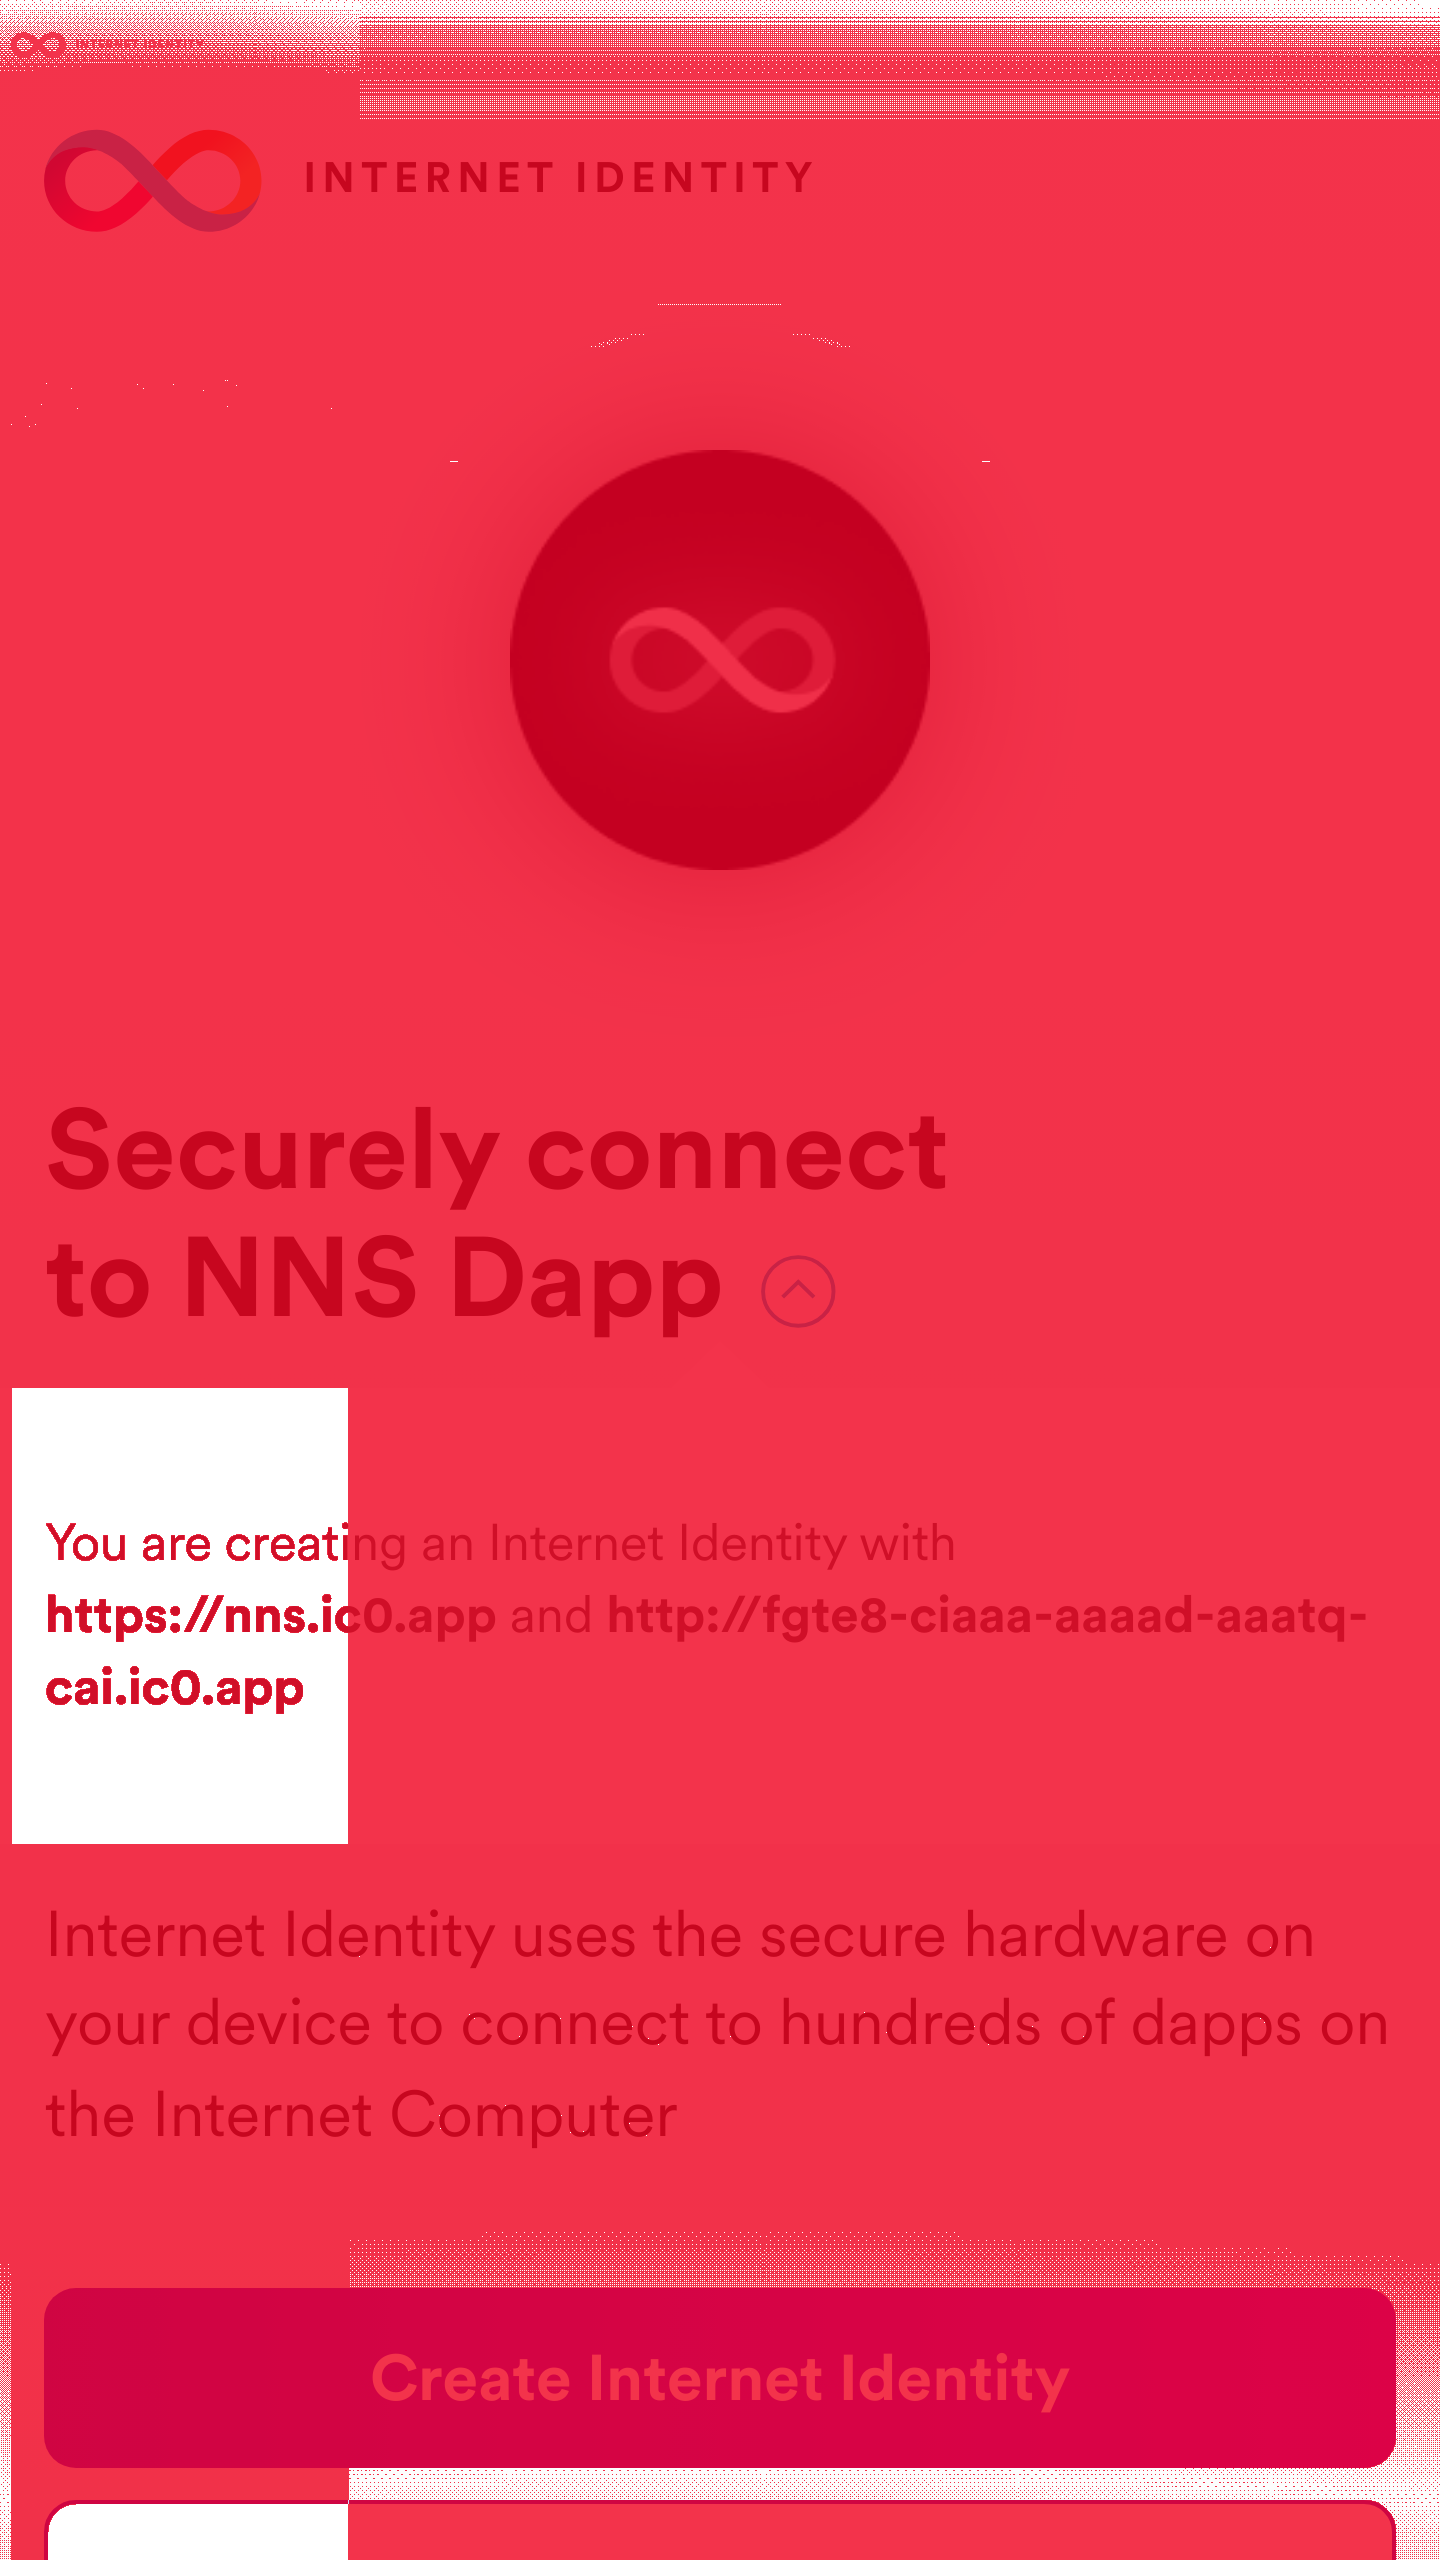 INTERNET IDENTITY
INTERNET IDENTITY
Securely connect
to NNS Dapp
You are creating an Internet Identity with
https://nns.ic0.app and http://fgte8-ciaaa-aaaad-aaatq-
cai.ic0.app
Internet Identity uses the secure hardware on
your device to connect to hundreds of dapps on
the Internet Computer
Create Internet Identity